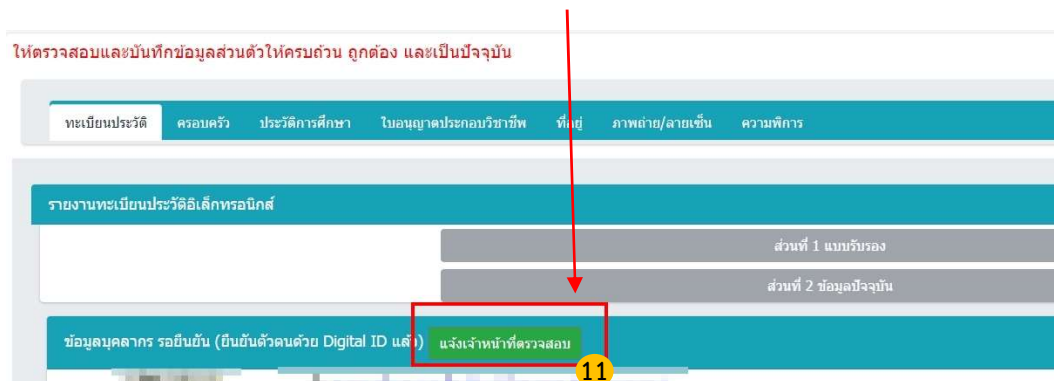 ให้ตรวจสอบและบันทึกข้อมูลส่วนตัวให้ครบถ้วน ถูกต้อง และเป็นปัจจุบัน
ทะเบียนประวัติ ครอบครัว ประวัติการศึกษา ใบอนุญาตประกอบวิชาชีพ ที่อยู่ ภาพถ่าย/ลายเซ็น ความพิการ
รายงานทะเบียนประวัติอิเล็กทรอนิกส์
ส่วนที่ 1 แบบรับรอง
ส่วนที่ 2 ข้อมูลปัจจุบัน
ข้อมูลบุคลากร รอยืนยัน (ยืนยันตัวตนด้วย Digital ID แล้ว) แจ้งเจ้าหน้าที่ตรวจสอบ
11